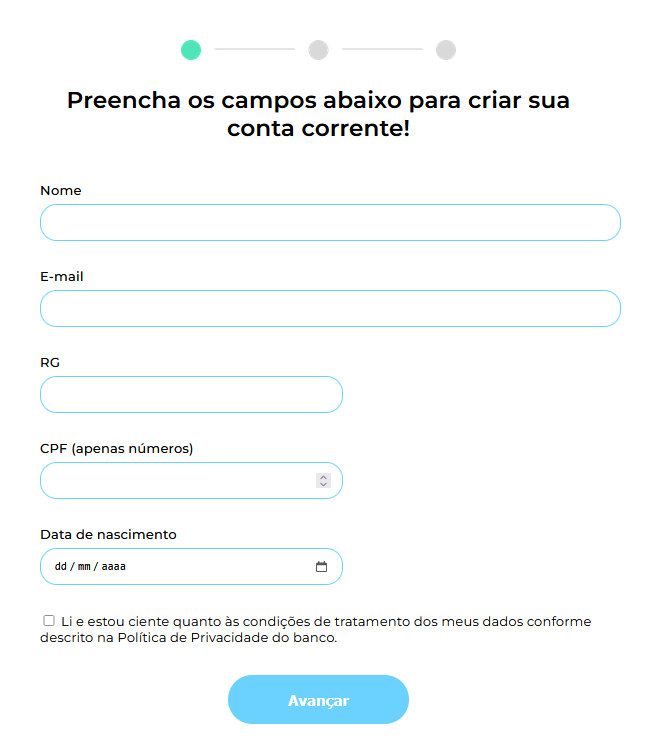 Preencha os campos abaixo para criar sua
conta corrente!
Nome
E-mail
RG
CPF (apenas números)
Data de nascimento
dd / mm / aaaa
Li e estou ciente quanto às condições de tratamento dos meus dados conforme
descrito na Política de Privacidade do banco.
Avançar